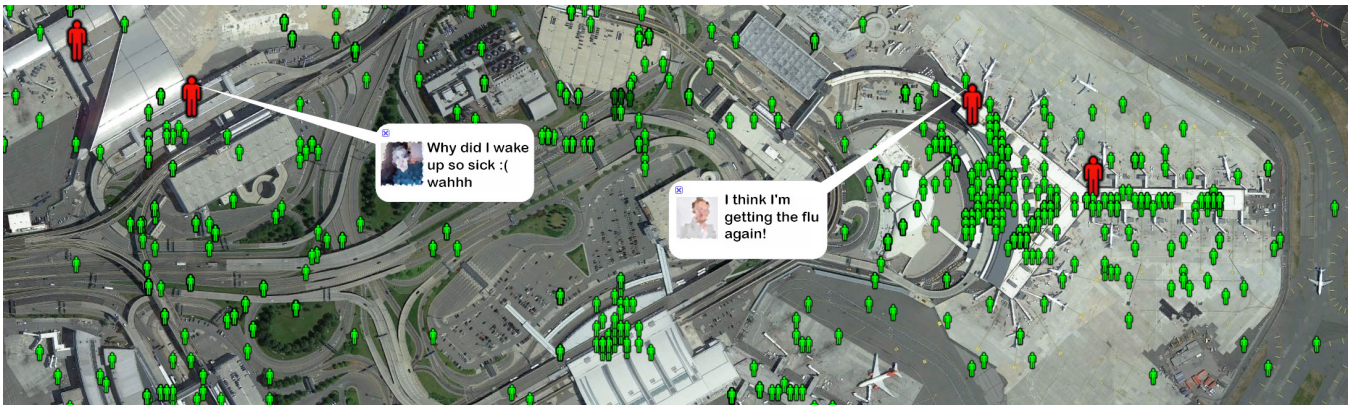 Why did I wake
up so sick :(
wahhh
I think I'm
getting the flu
again!